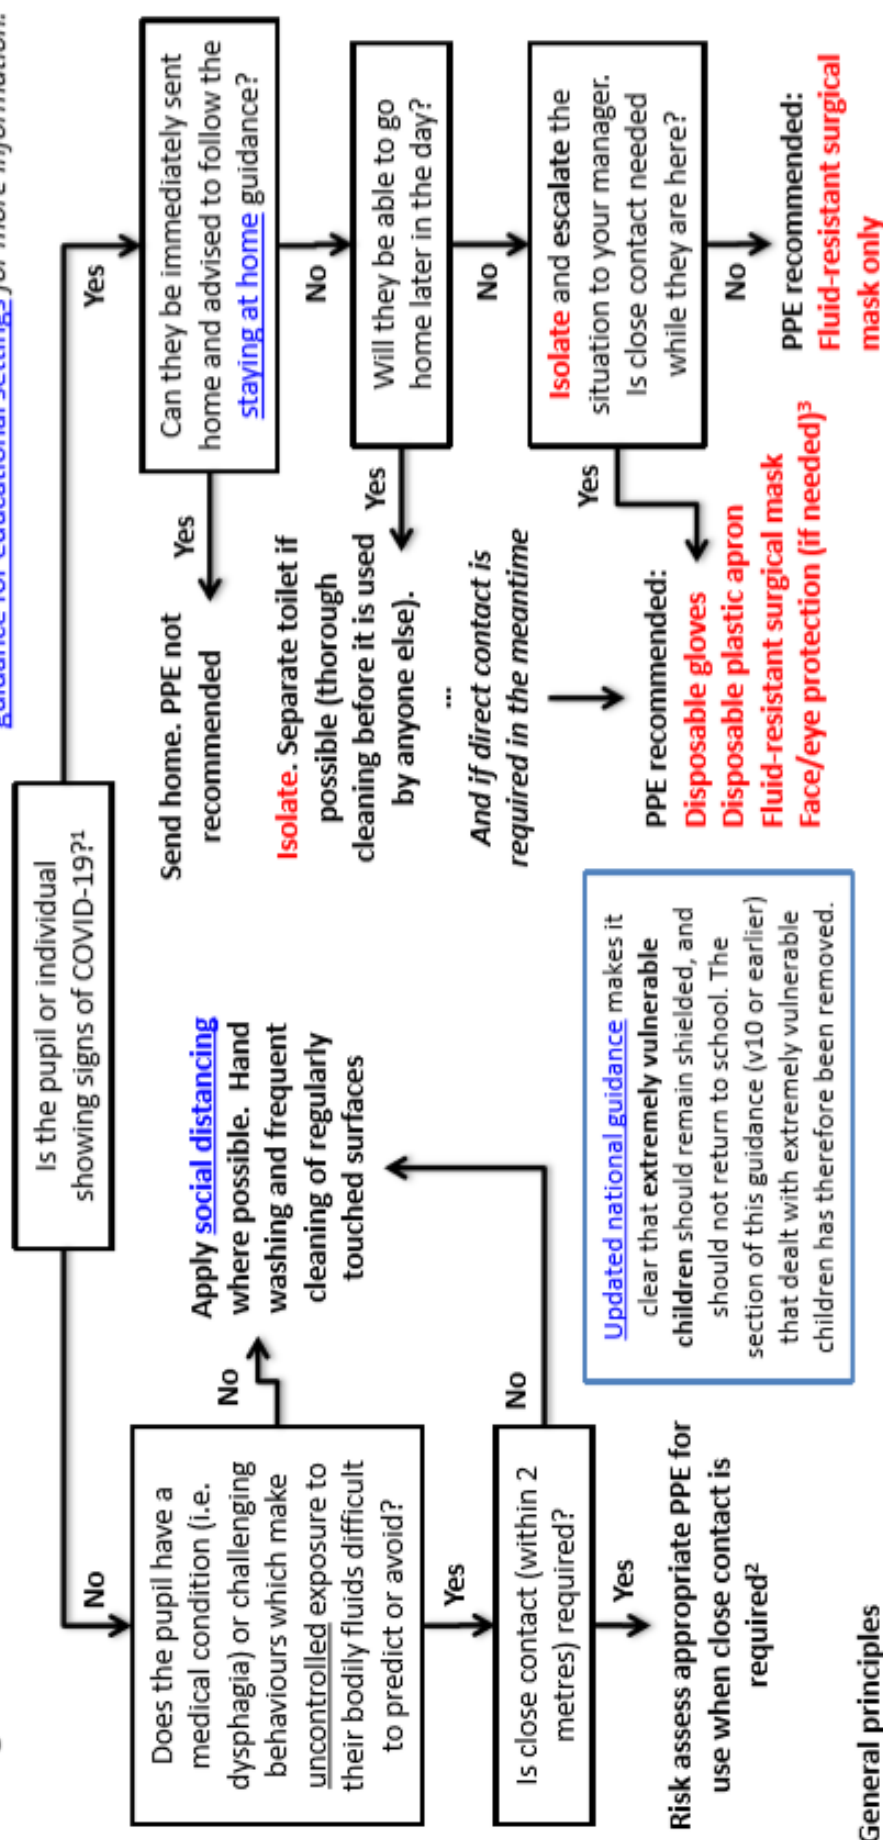 guidance for educational settings for more information.
Is the pupil or individual
showing signs of COVID-19?¹
No
Yes
Does the pupil have a
medical condition (i.e.
dysphagia) or challenging
behaviours which make
uncontrolled exposure to
their bodily fluids difficult
to predict or avoid?
No
Apply social distancing
where possible. Hand
washing and frequent
cleaning of regularly
touched surfaces
Yes
Is close contact (within 2
metres) required?
No
Yes
Risk assess appropriate PPE for
use when close contact is
required²
Can they be immediately sent
home and advised to follow the
staying at home guidance?
Yes
Send home. PPE not
recommended
No
Will they be able to go
home later in the day?
Yes
Isolate. Separate toilet if
possible (thorough
cleaning before it is used
by anyone else).
...
And if direct contact is
required in the meantime
No
Isolate and escalate the
situation to your manager.
Is close contact needed
while they are here?
Yes
PPE recommended:
Disposable gloves
Disposable plastic apron
Fluid-resistant surgical mask
Face/eye protection (if needed)³
No
PPE recommended:
Fluid-resistant surgical
mask only
Updated national guidance makes it
clear that extremely vulnerable
children should remain shielded, and
should not return to school. The
section of this guidance (v10 or earlier)
that dealt with extremely vulnerable
children has therefore been removed.
General principles